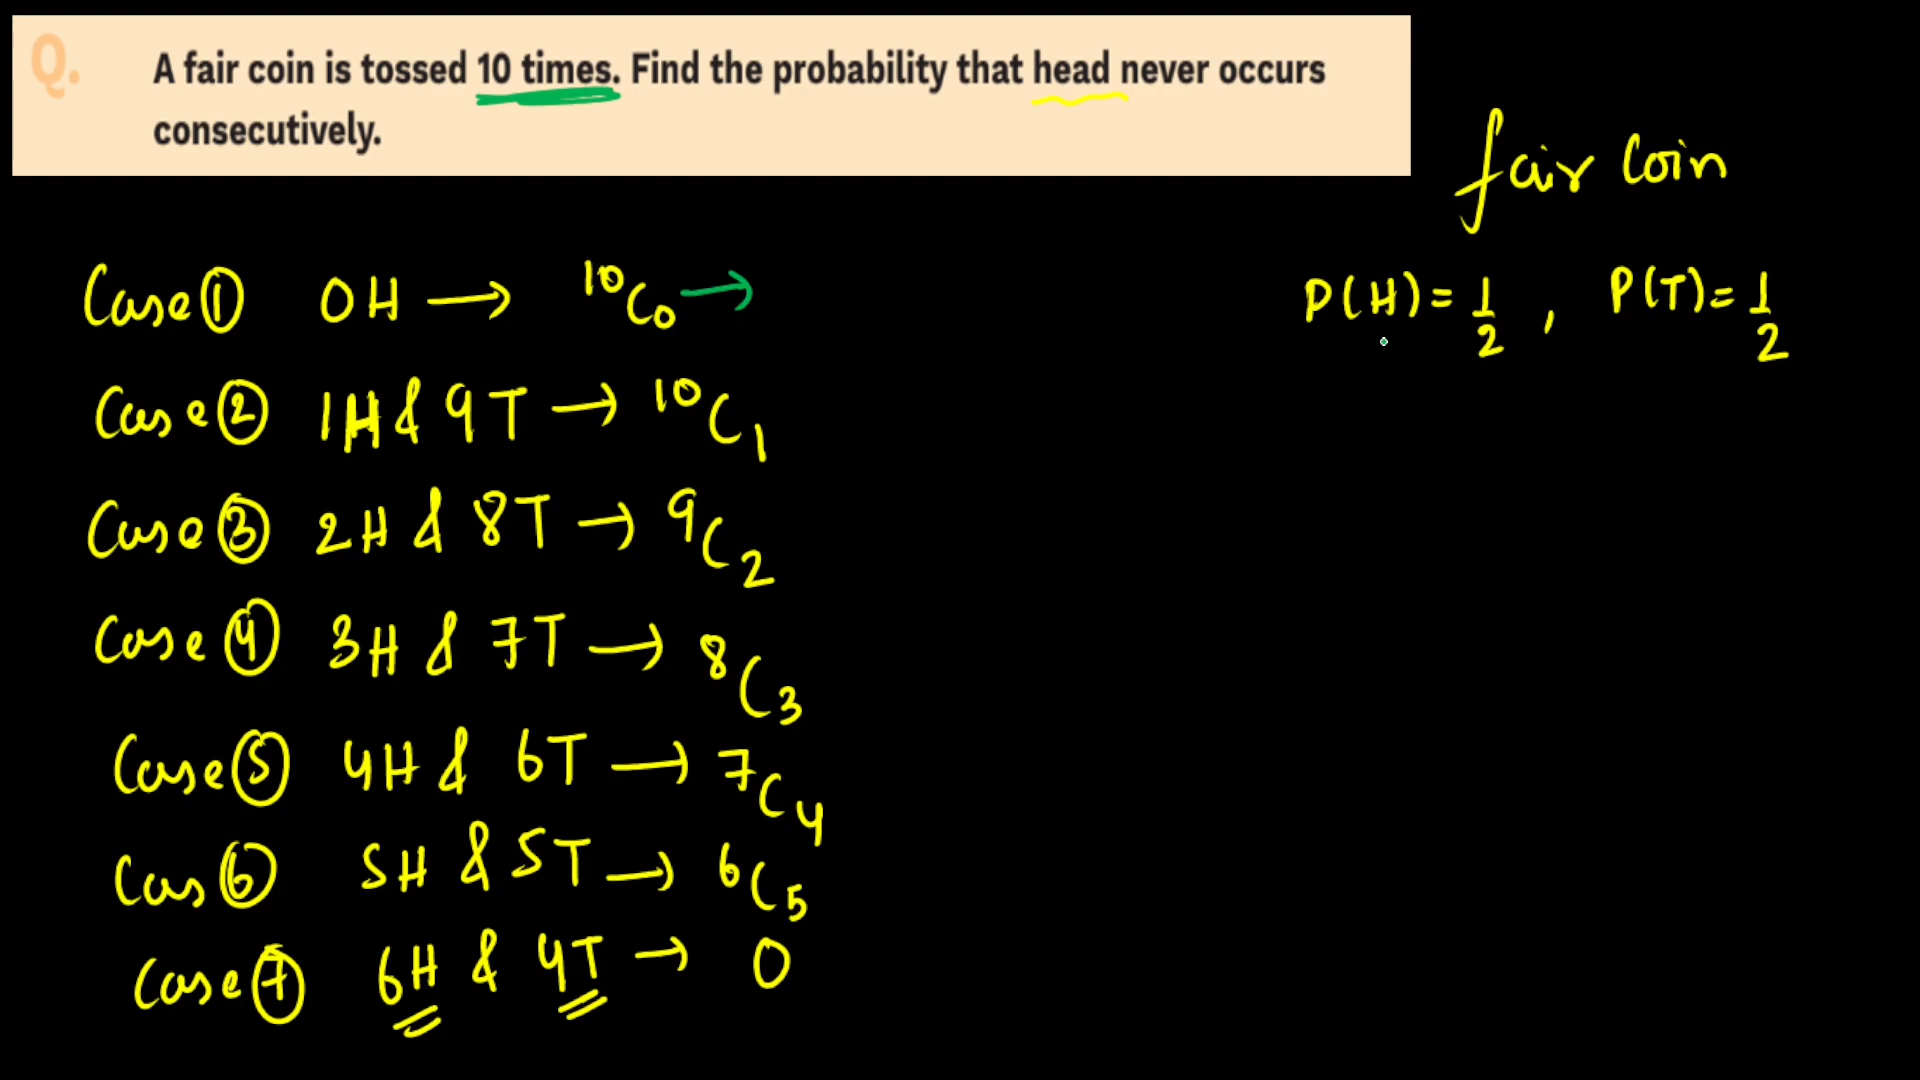 Q. A fair coin is tossed 10 times. Find the probability that head never occurs
consecutively.
fair coin
P(H) = 1/2 , P(T) = 1/2
Case ① 0H → ¹⁰C₀ →
Case ② 1H & 9T → ¹⁰C₁
Case ③ 2H & 8T → ⁹C₂
Case ④ 3H & 7T → ⁸C₃
Case ⑤ 4H & 6T → ⁷C₄
Cas ⑥ 5H & 5T → ⁶C₅
Case ⑦ 6H & 4T → 0